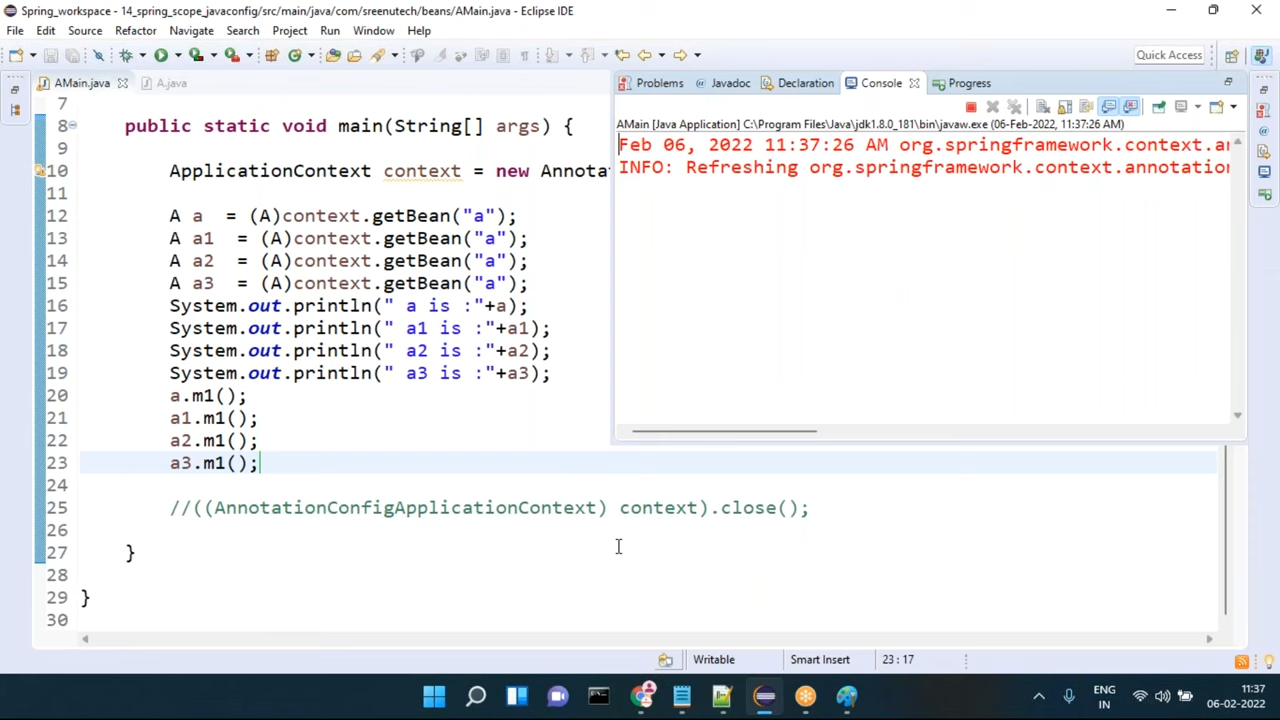 Spring_workspace - 14_spring_scope_javaconfig/src/main/java/com/sreenutech/beans/AMain.java - Eclipse IDE
File Edit Source Refactor Navigate Search Project Run Window Help
Quick Access
AMain.java A.java
7
8 public static void main(String[] args) {
9
10 ApplicationContext context = new Annota
11
12 A a = (A)context.getBean("a");
13 A a1 = (A)context.getBean("a");
14 A a2 = (A)context.getBean("a");
15 A a3 = (A)context.getBean("a");
16 System.out.println(" a is :"+a);
17 System.out.println(" a1 is :"+a1);
18 System.out.println(" a2 is :"+a2);
19 System.out.println(" a3 is :"+a3);
20 a.m1();
21 a1.m1();
22 a2.m1();
23 a3.m1();
24
25 //((AnnotationConfigApplicationContext) context).close();
26
27 }
28
29 }
30
Problems @ Javadoc Declaration Console Progress
AMain [Java Application] C:\Program Files\Java\jdk1.8.0_181\bin\javaw.exe (06-Feb-2022, 11:37:26 AM)
Feb 06, 2022 11:37:26 AM org.springframework.context.an
INFO: Refreshing org.springframework.context.annotation
Writable Smart Insert 23 : 17
ENG
IN
11:37
06-02-2022